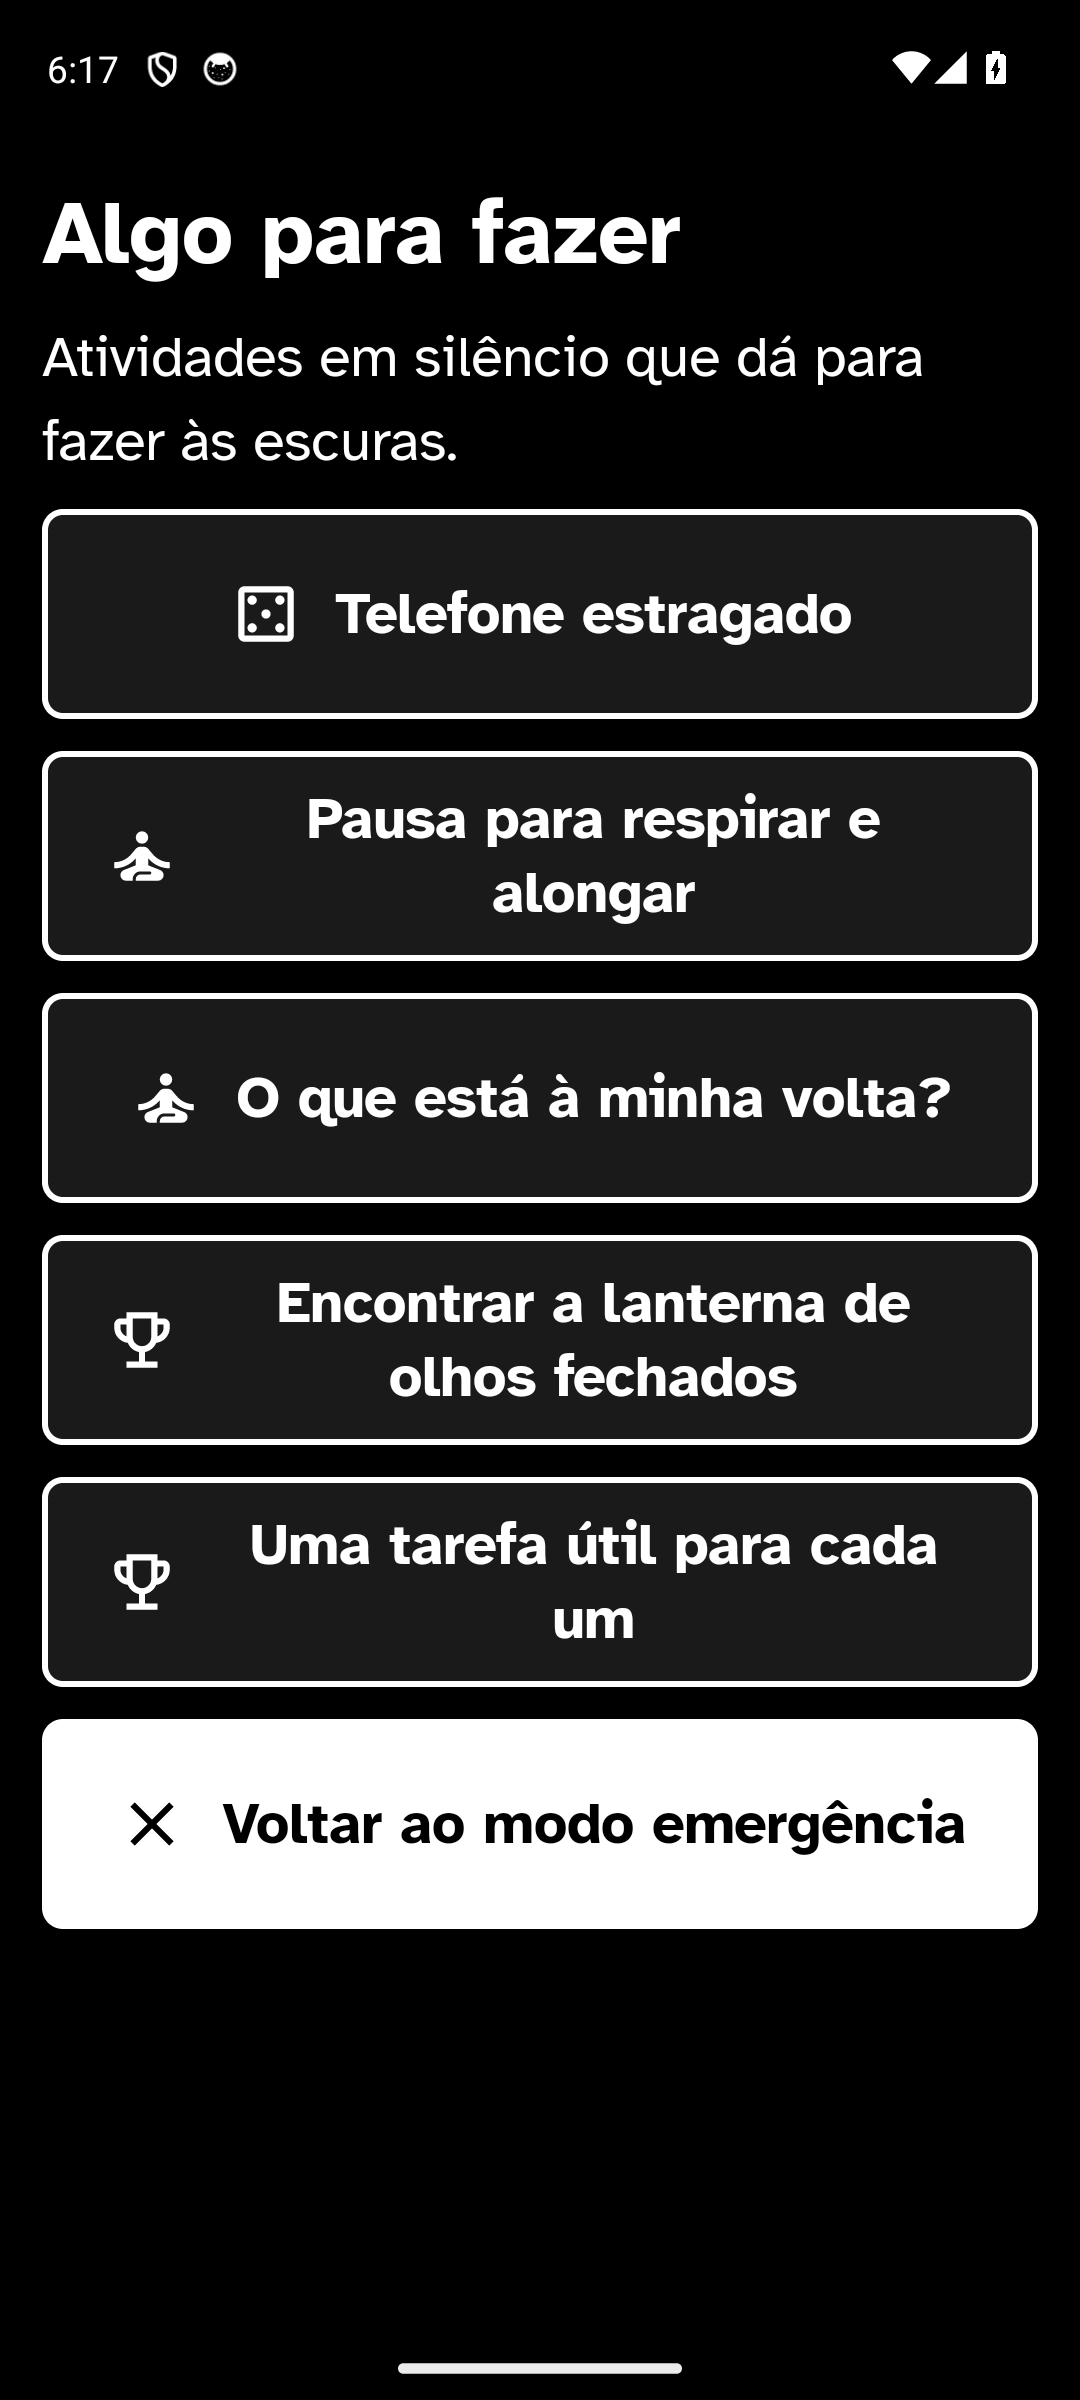 6:17
Algo para fazer
Atividades em silêncio que dá para
fazer às escuras.
Telefone estragado
Pausa para respirar e
alongar
O que está à minha volta?
Encontrar a lanterna de
olhos fechados
Uma tarefa útil para cada
um
Voltar ao modo emergência